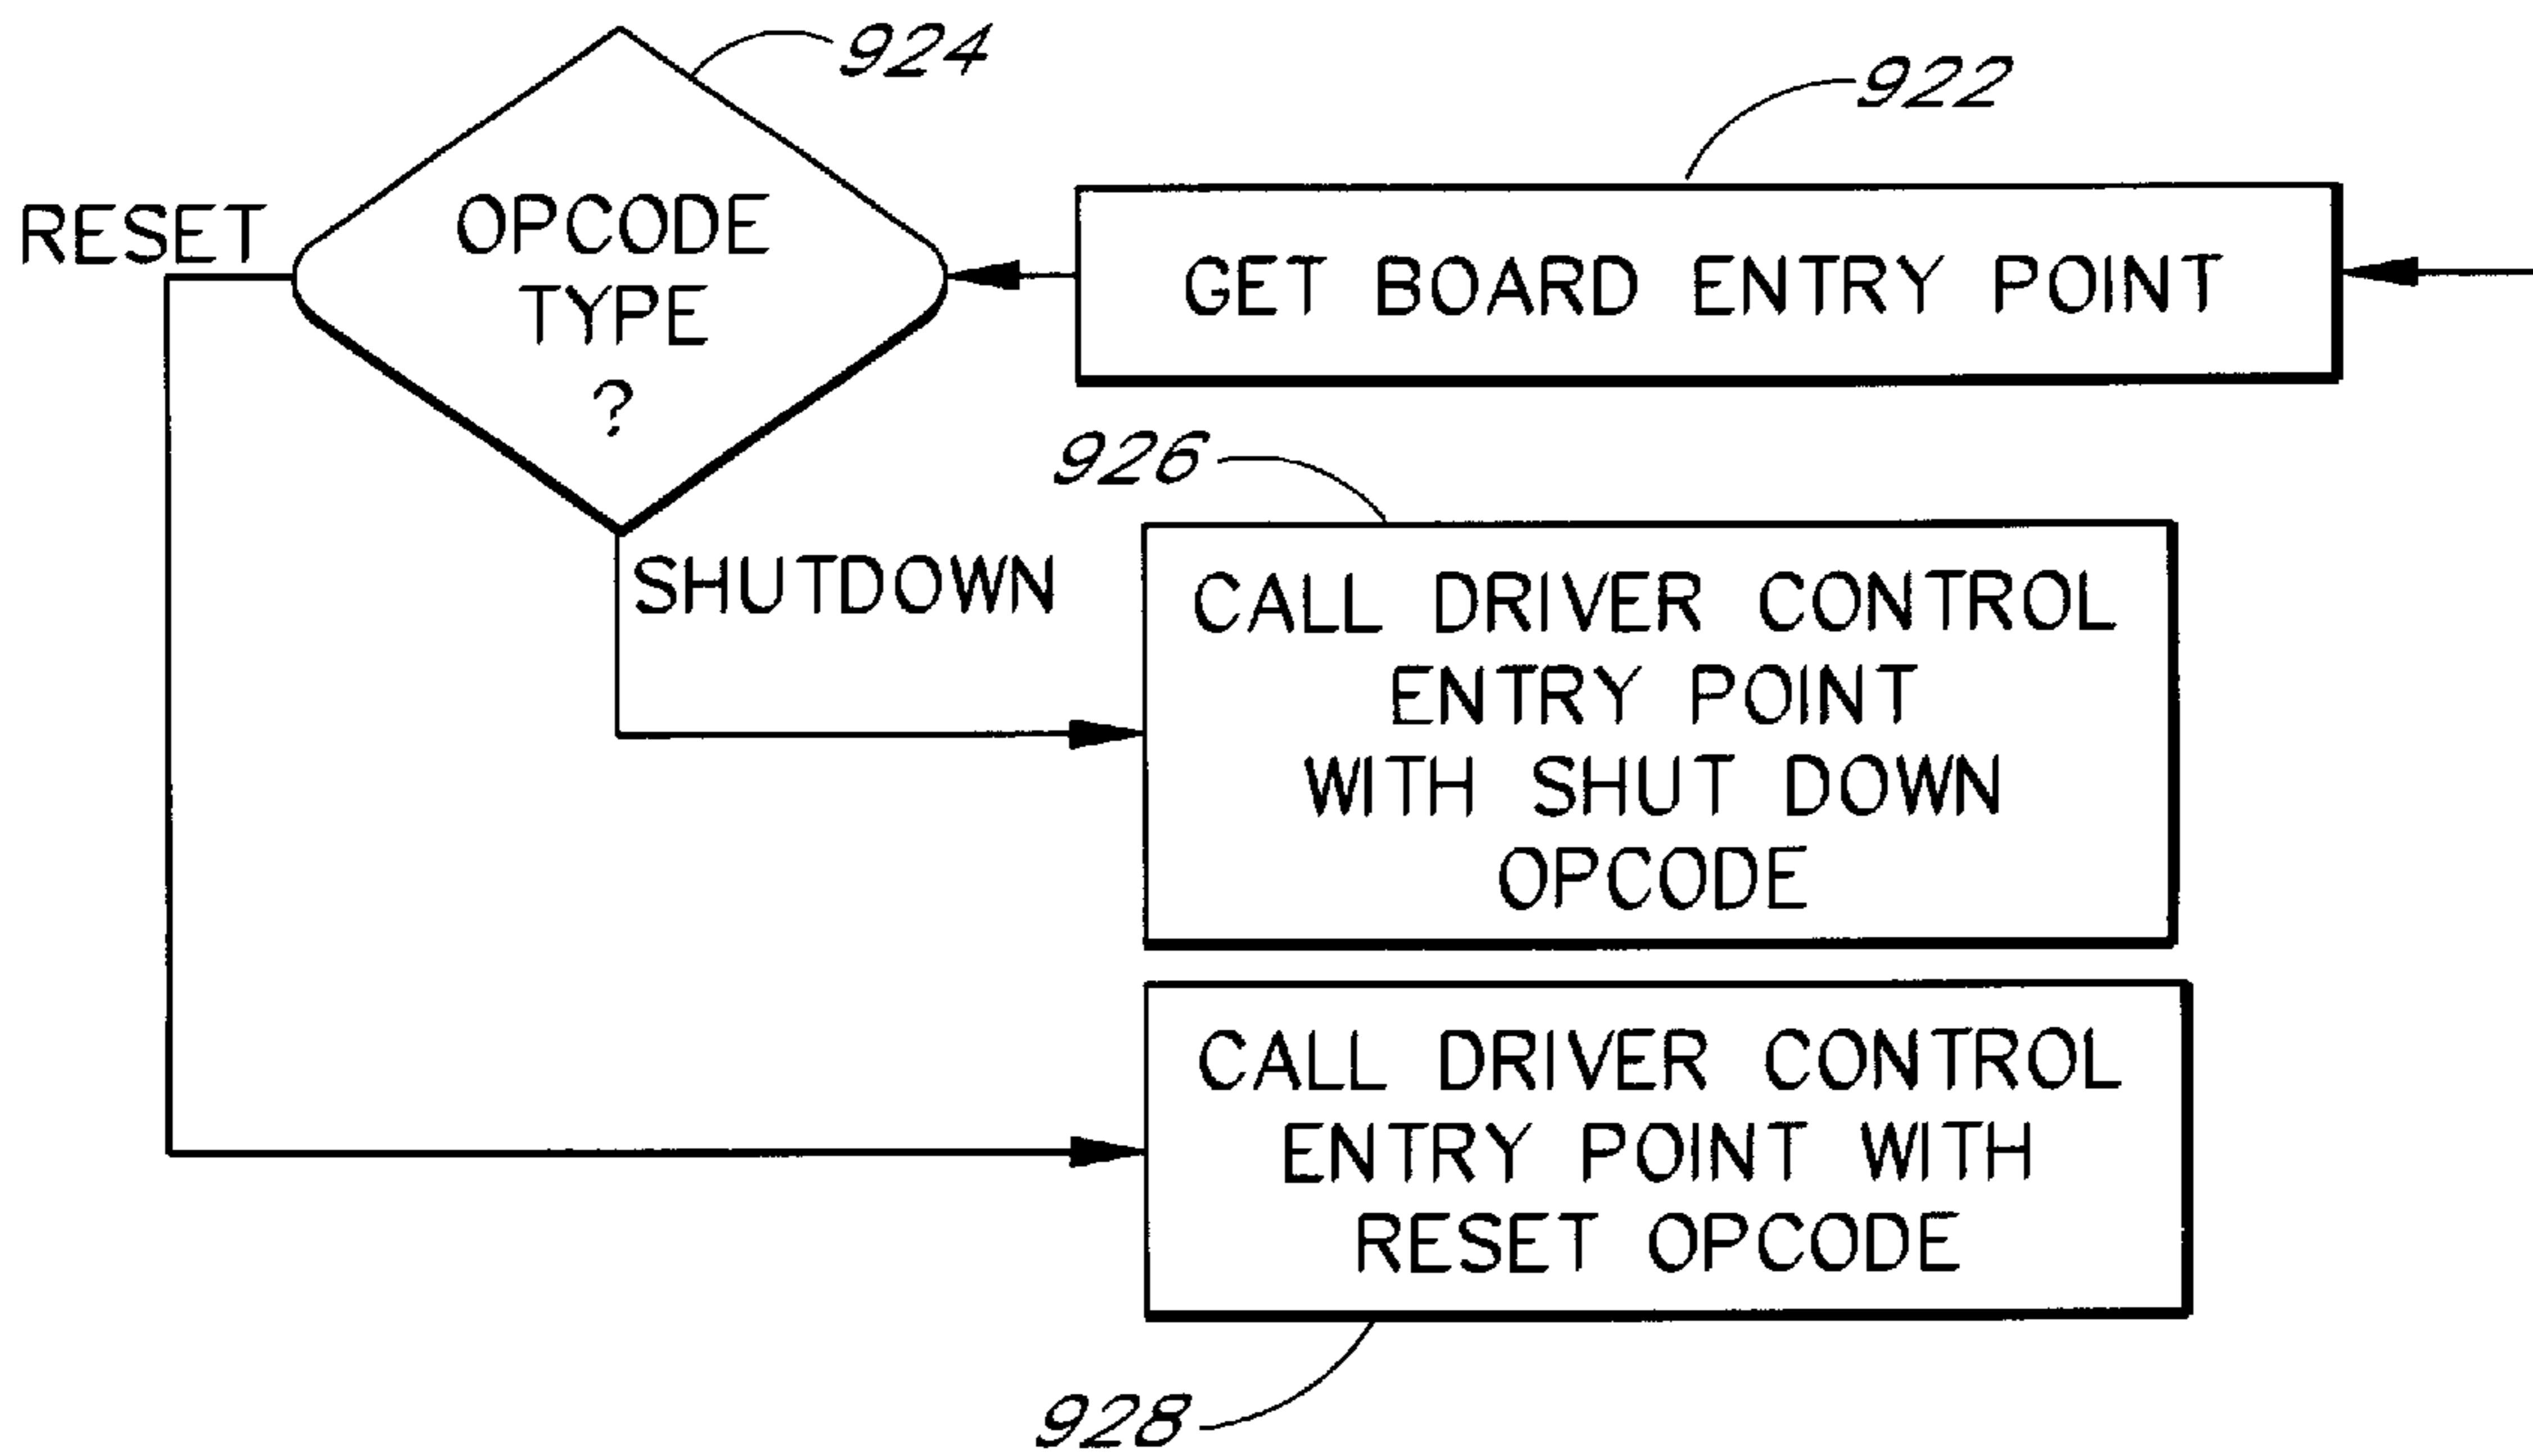 924
922
RESET
OPCODE
TYPE
?
GET BOARD ENTRY POINT
926
SHUTDOWN
CALL DRIVER CONTROL
ENTRY POINT
WITH SHUT DOWN
OPCODE
CALL DRIVER CONTROL
ENTRY POINT WITH
RESET OPCODE
928